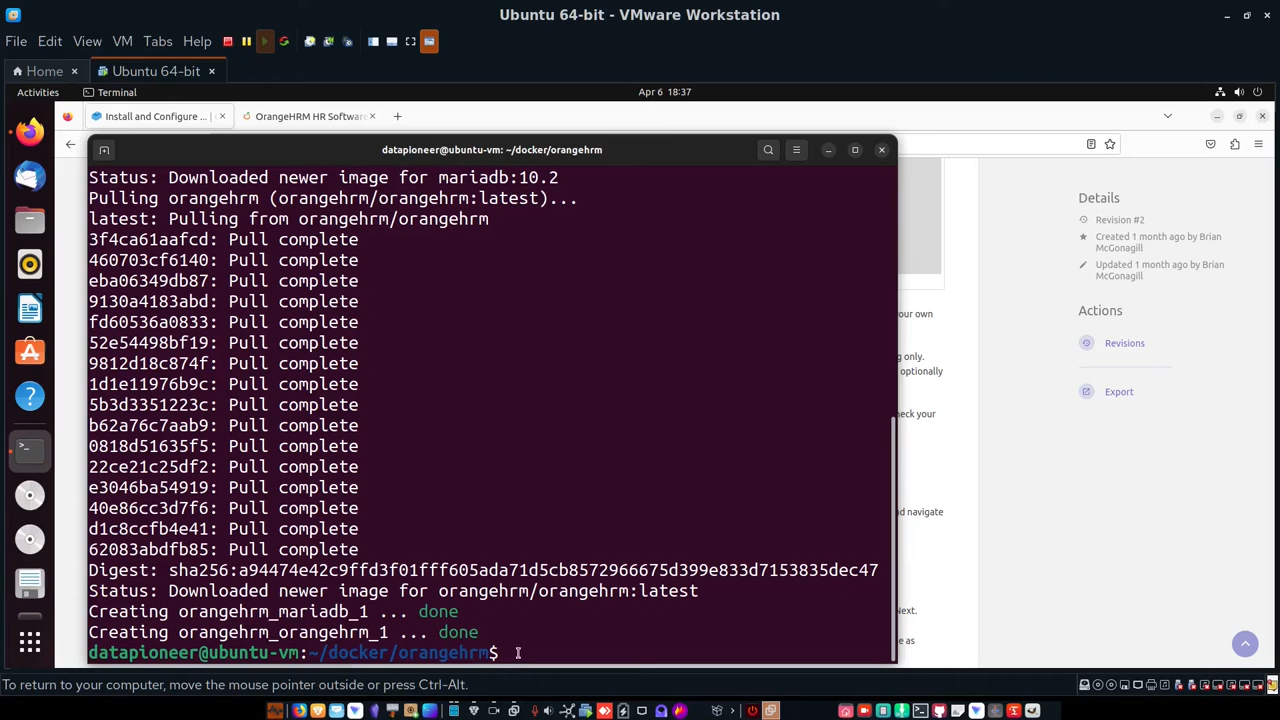 Ubuntu 64-bit - VMware Workstation
File Edit View VM Tabs Help
Home × Ubuntu 64-bit ×
Activities Terminal Apr 6 18:37
Install and Configure ... | OrangeHRM HR Software
datapioneer@ubuntu-vm: ~/docker/orangehrm
Status: Downloaded newer image for mariadb:10.2
Pulling orangehrm (orangehrm/orangehrm:latest)...
latest: Pulling from orangehrm/orangehrm
3f4ca61aafcd: Pull complete
460703cf6140: Pull complete
eba06349db87: Pull complete
9130a4183abd: Pull complete
fd60536a0833: Pull complete
52e54498bf19: Pull complete
9812d18c874f: Pull complete
1d1e11976b9c: Pull complete
5b3d3351223c: Pull complete
b62a76c7aab9: Pull complete
0818d51635f5: Pull complete
22ce21c25df2: Pull complete
e3046ba54919: Pull complete
40e86cc3d7f6: Pull complete
d1c8ccfb4e41: Pull complete
62083abdfb85: Pull complete
Digest: sha256:a94474e42c9ffd3f01fff605ada71d5cb8572966675d399e833d7153835dec47
Status: Downloaded newer image for orangehrm/orangehrm:latest
Creating orangehrm_mariadb_1 ... done
Creating orangehrm_orangehrm_1 ... done
datapioneer@ubuntu-vm:~/docker/orangehrm$
our own
g only.
optionally
heck your
nd navigate
Next.
e as
Details
Revision #2
Created 1 month ago by Brian
McGonagill
Updated 1 month ago by Brian
McGonagill
Actions
Revisions
Export
To return to your computer, move the mouse pointer outside or press Ctrl-Alt.